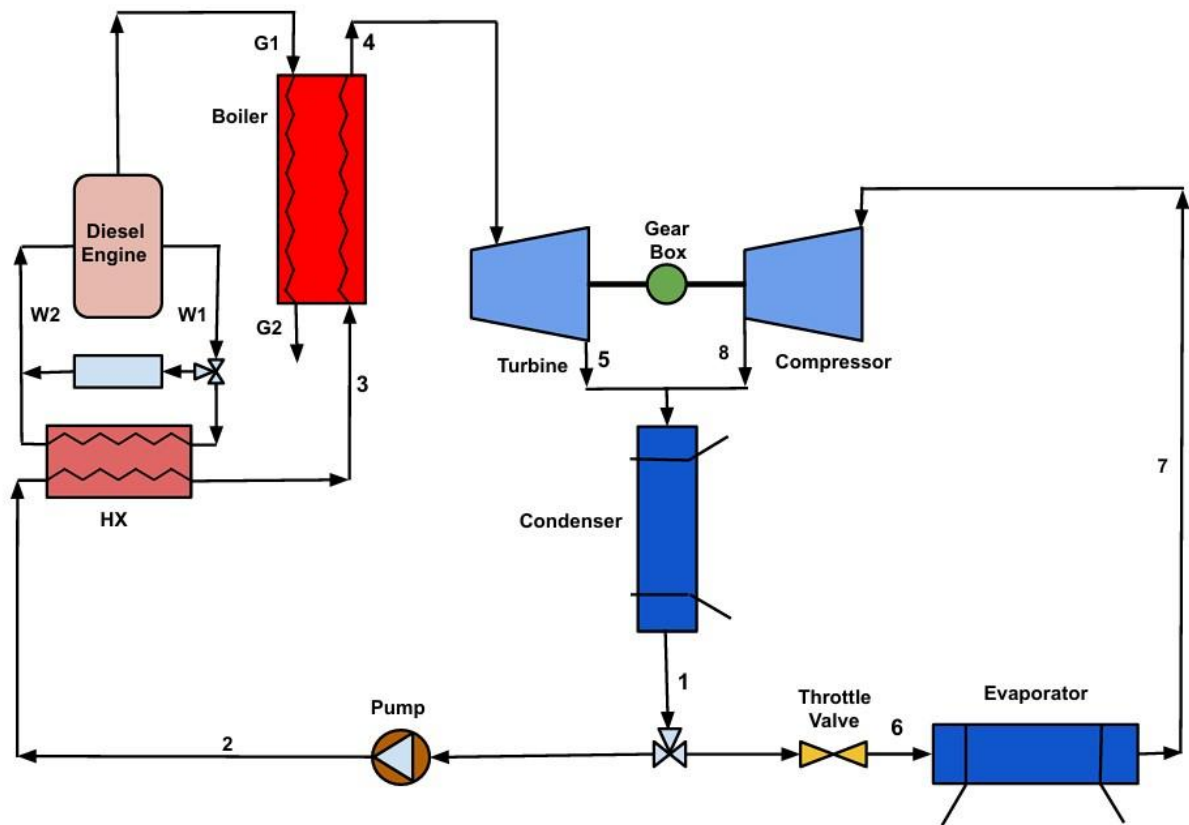 G1
4
Boiler
Diesel
Engine
Gear
Box
W2
W1
G2
3
Turbine
5
8
Compressor
7
HX
Condenser
1
Pump
2
Throttle
Valve
6
Evaporator